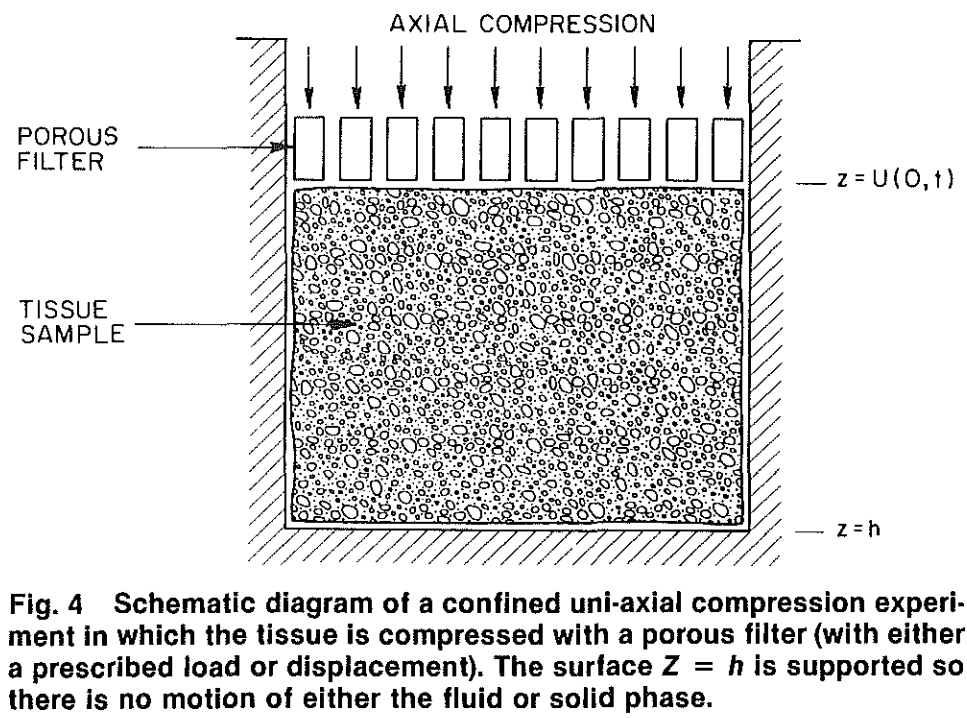 AXIAL COMPRESSION
POROUS
FILTER
z = U(0,t)
TISSUE
SAMPLE
z = h
Fig. 4 Schematic diagram of a confined uni-axial compression experi-
ment in which the tissue is compressed with a porous filter (with either
a prescribed load or displacement). The surface Z = h is supported so
there is no motion of either the fluid or solid phase.